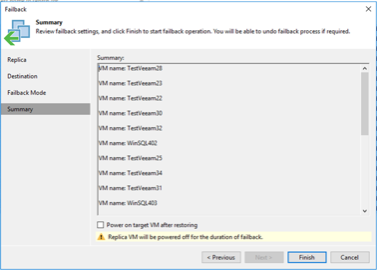 Failback
Summary
Review failback settings, and click Finish to start failback operation. You will be able to undo failback process if required.
Replica
Destination
Failback Mode
Summary
Summary:
VM name: TestVeeam28
VM name: TestVeeam23
VM name: TestVeeam22
VM name: TestVeeam30
VM name: TestVeeam32
VM name: WinSQL402
VM name: TestVeeam25
VM name: TestVeeam34
VM name: TestVeeam31
VM name: WinSQL403
Power on target VM after restoring
Replica VM will be powered off for the duration of failback.
< Previous
Next >
Finish
Cancel